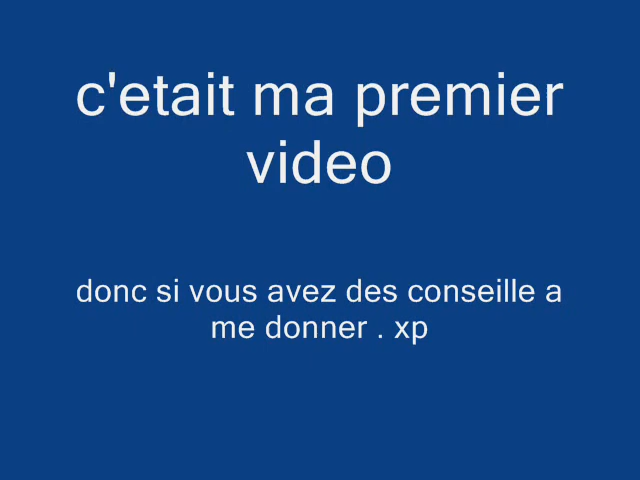 c'etait ma premier
video
donc si vous avez des conseille a
me donner . xp